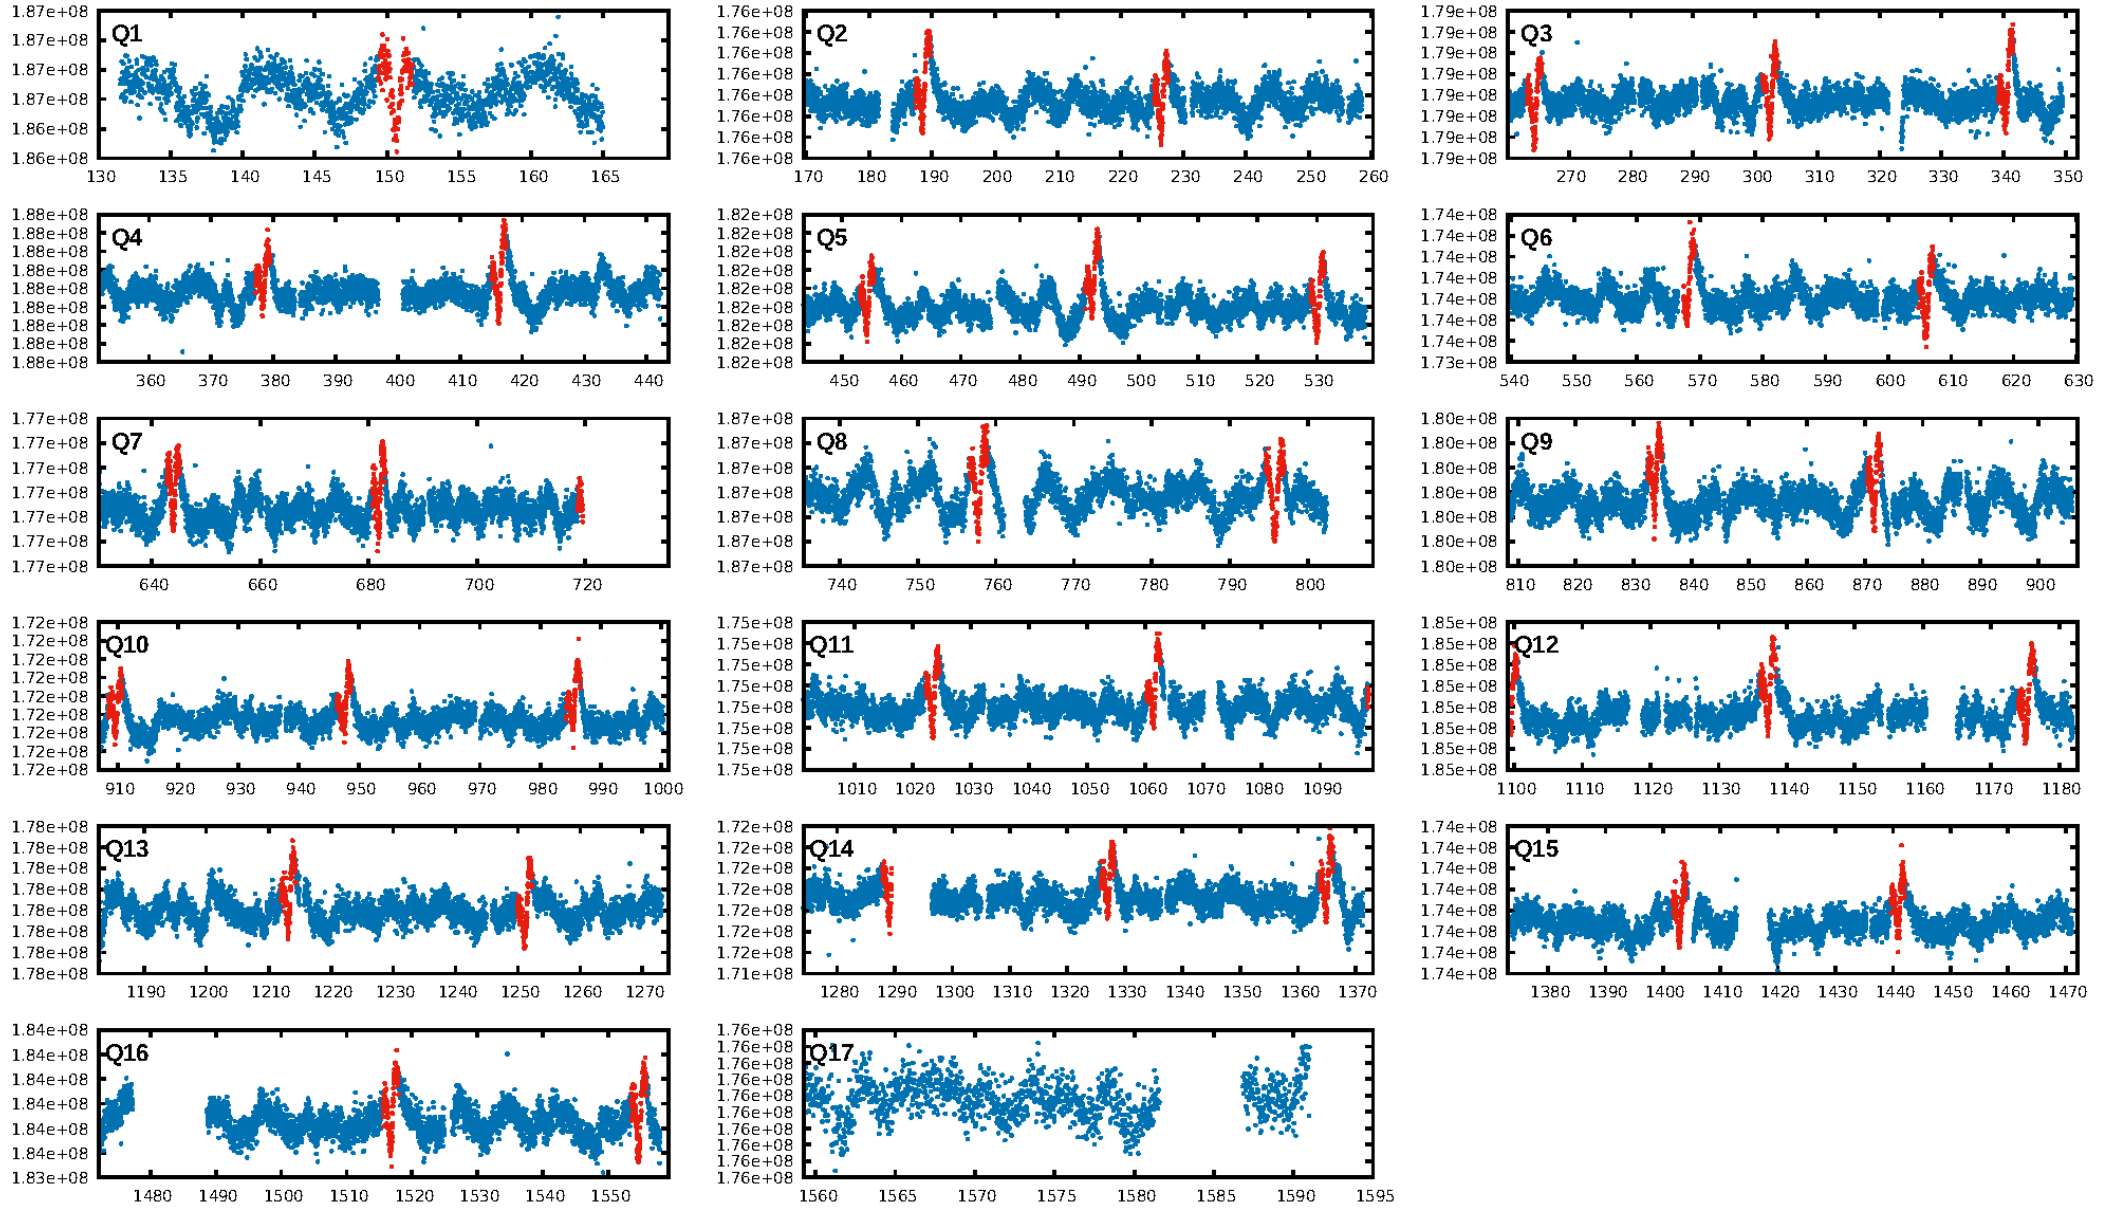 1.87e+08 1.87e+08 1.87e+08 1.87e+08 1.86e+08 1.86e+08
Q1
130 135 140 145 150 155 160 165
1.76e+08 1.76e+08 1.76e+08 1.76e+08 1.76e+08 1.76e+08 1.76e+08 1.76e+08
Q2
170 180 190 200 210 220 230 240 250 260
1.79e+08 1.79e+08 1.79e+08 1.79e+08 1.79e+08 1.79e+08 1.79e+08 1.79e+08
Q3
270 280 290 300 310 320 330 340 350
1.88e+08 1.88e+08 1.88e+08 1.88e+08 1.88e+08 1.88e+08 1.88e+08 1.88e+08 1.88e+08
Q4
360 370 380 390 400 410 420 430 440
1.82e+08 1.82e+08 1.82e+08 1.82e+08 1.82e+08 1.82e+08 1.82e+08 1.82e+08 1.82e+08
Q5
450 460 470 480 490 500 510 520 530
1.74e+08 1.74e+08 1.74e+08 1.74e+08 1.74e+08 1.74e+08 1.74e+08 1.73e+08
Q6
540 550 560 570 580 590 600 610 620 630
1.77e+08 1.77e+08 1.77e+08 1.77e+08 1.77e+08 1.77e+08 1.77e+08
Q7
640 660 680 700 720
1.87e+08 1.87e+08 1.87e+08 1.87e+08 1.87e+08 1.87e+08 1.87e+08
Q8
740 750 760 770 780 790 800
1.80e+08 1.80e+08 1.80e+08 1.80e+08 1.80e+08 1.80e+08 1.80e+08
Q9
810 820 830 840 850 860 870 880 890 900
1.72e+08 1.72e+08 1.72e+08 1.72e+08 1.72e+08 1.72e+08 1.72e+08 1.72e+08 1.72e+08
Q10
910 920 930 940 950 960 970 980 990 1000
1.75e+08 1.75e+08 1.75e+08 1.75e+08 1.75e+08 1.75e+08 1.75e+08 1.75e+08
Q11
1010 1020 1030 1040 1050 1060 1070 1080 1090
1.85e+08 1.85e+08 1.85e+08 1.85e+08 1.85e+08 1.85e+08 1.85e+08 1.85e+08
Q12
1100 1110 1120 1130 1140 1150 1160 1170 1180
1.78e+08 1.78e+08 1.78e+08 1.78e+08 1.78e+08 1.78e+08 1.78e+08 1.78e+08
Q13
1190 1200 1210 1220 1230 1240 1250 1260 1270
1.72e+08 1.72e+08 1.72e+08 1.72e+08 1.72e+08 1.72e+08 1.72e+08 1.71e+08
Q14
1280 1290 1300 1310 1320 1330 1340 1350 1360 1370
1.74e+08 1.74e+08 1.74e+08 1.74e+08 1.74e+08 1.74e+08 1.74e+08 1.74e+08
Q15
1380 1390 1400 1410 1420 1430 1440 1450 1460 1470
1.84e+08 1.84e+08 1.84e+08 1.84e+08 1.84e+08 1.84e+08 1.83e+08
Q16
1480 1490 1500 1510 1520 1530 1540 1550
1.76e+08 1.76e+08 1.76e+08 1.76e+08 1.76e+08 1.76e+08 1.76e+08 1.76e+08 1.76e+08 1.76e+08
Q17
1560 1565 1570 1575 1580 1585 1590 1595